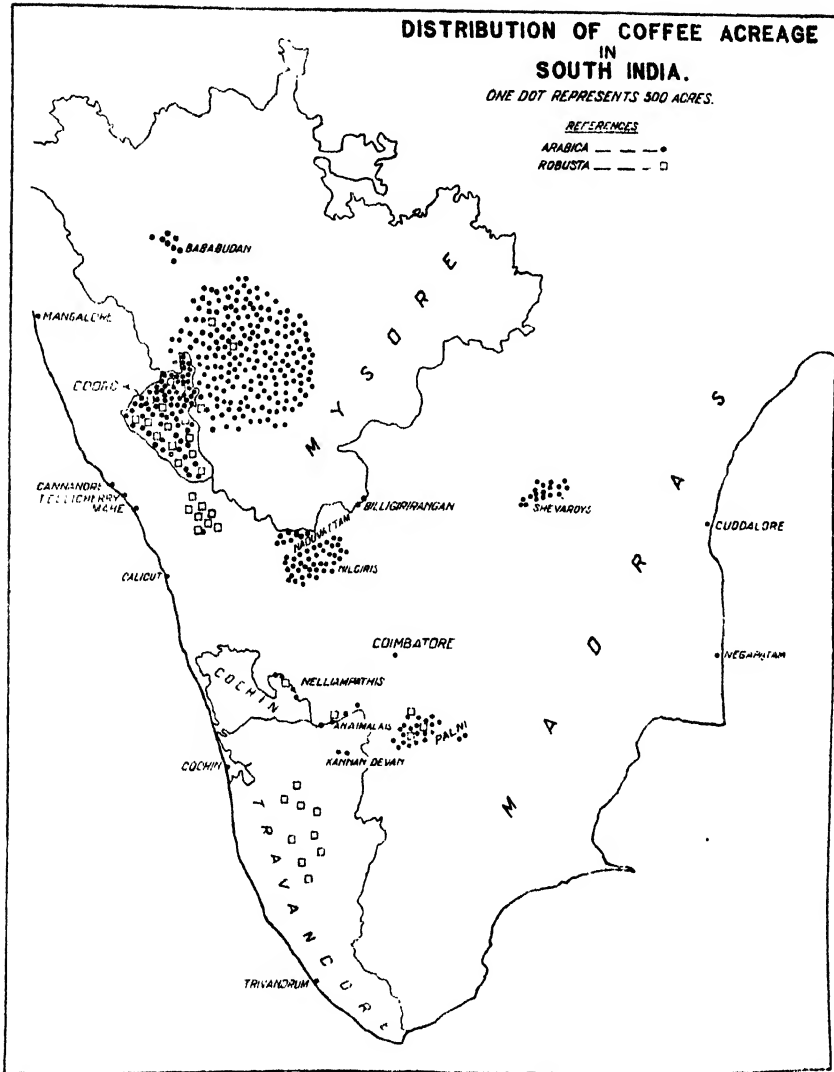 DISTRIBUTION OF COFFEE ACREAGE
IN
SOUTH INDIA.
ONE DOT REPRESENTS 500 ACRES.
REFERENCES
ARABICA
ROBUSTA
BABABUDAN
MANGALORE
COORG
MYSORE
CANNANORE
TELLICHERRY
MAHE
BILLIGIRIRANGAN
SHEVAROYS
CUDDALORE
NADUVATTAM
NILGIRIS
CALICUT
COIMBATORE
NEGAPATAM
COCHIN
NELLIAMPATHIS
ANAIMALAIS
PALNI
KANNAN DEVAN
COCHIN
MADRAS
TRAVANCORE
TRIVANDRUM